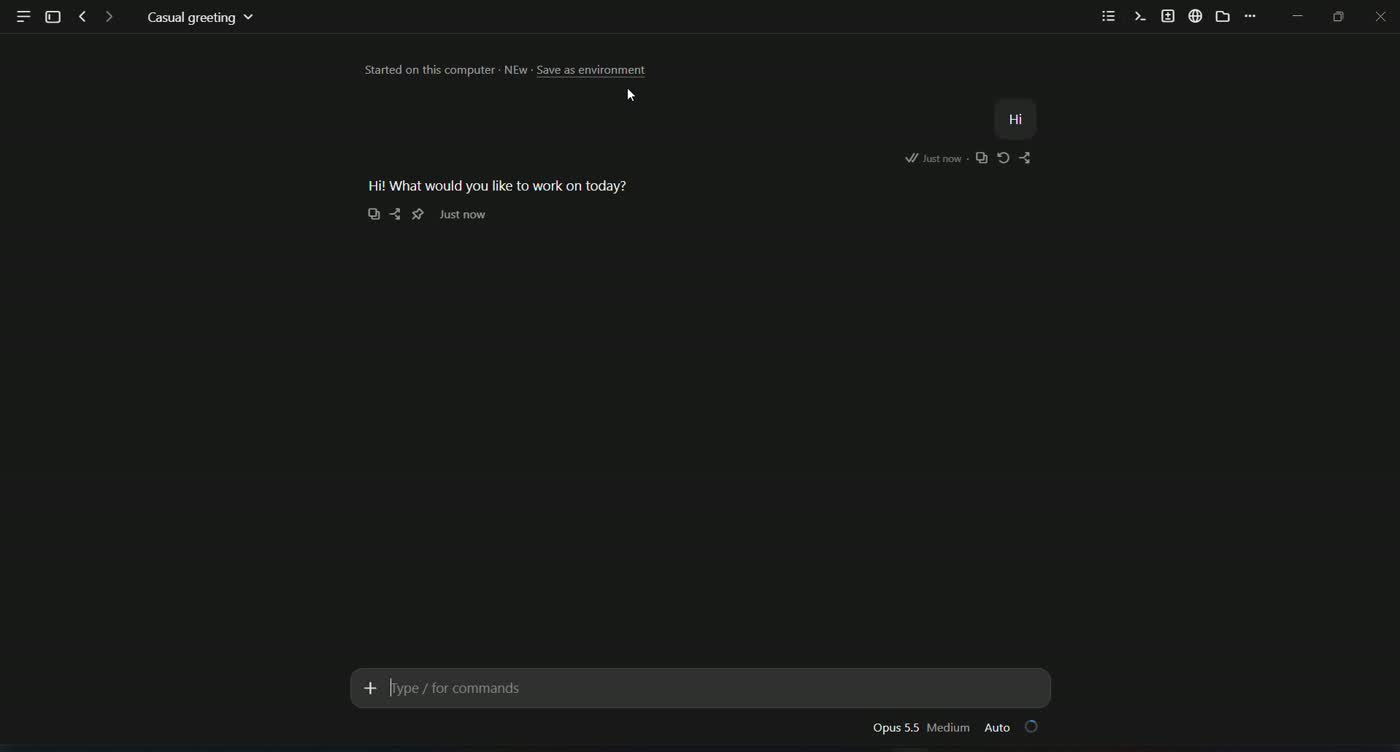 Casual greeting
Started on this computer · NEw · Save as environment
Hi
Just now ·
Hi! What would you like to work on today?
Just now
Type / for commands
Opus 5.5 Medium Auto